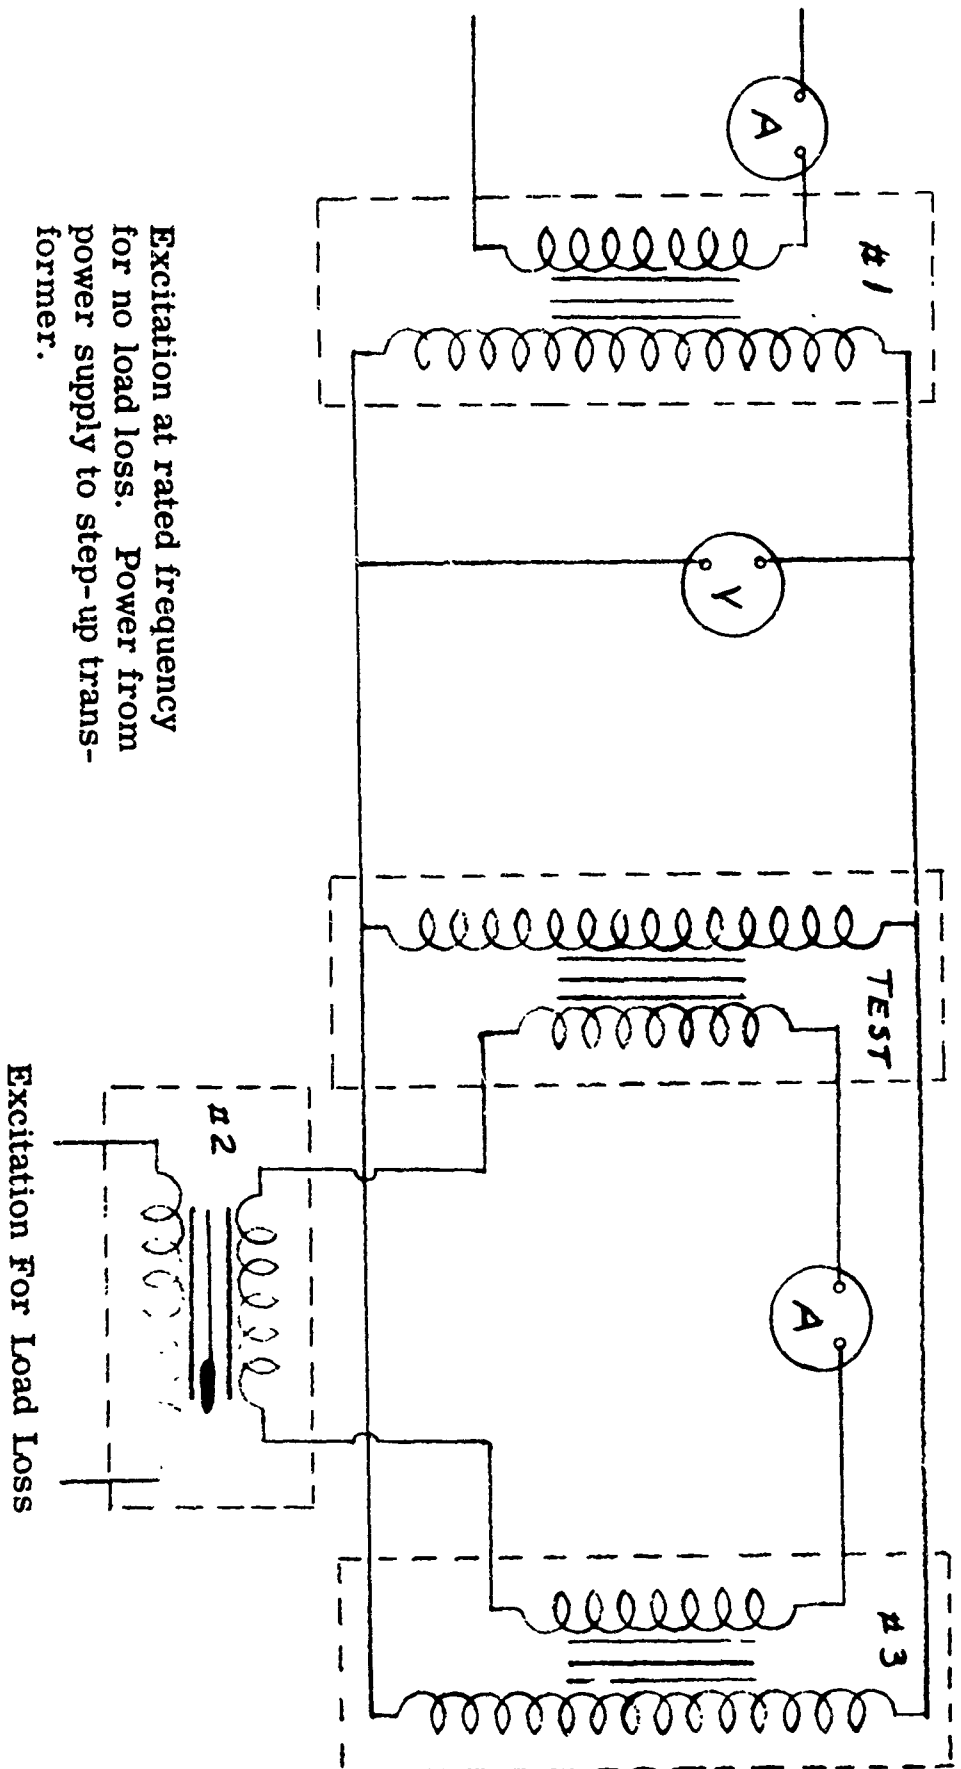 A
#1
V
TEST
A
#3
#2
Excitation at rated frequency
for no load loss. Power from
power supply to step-up trans-
former.
Excitation For Load Loss